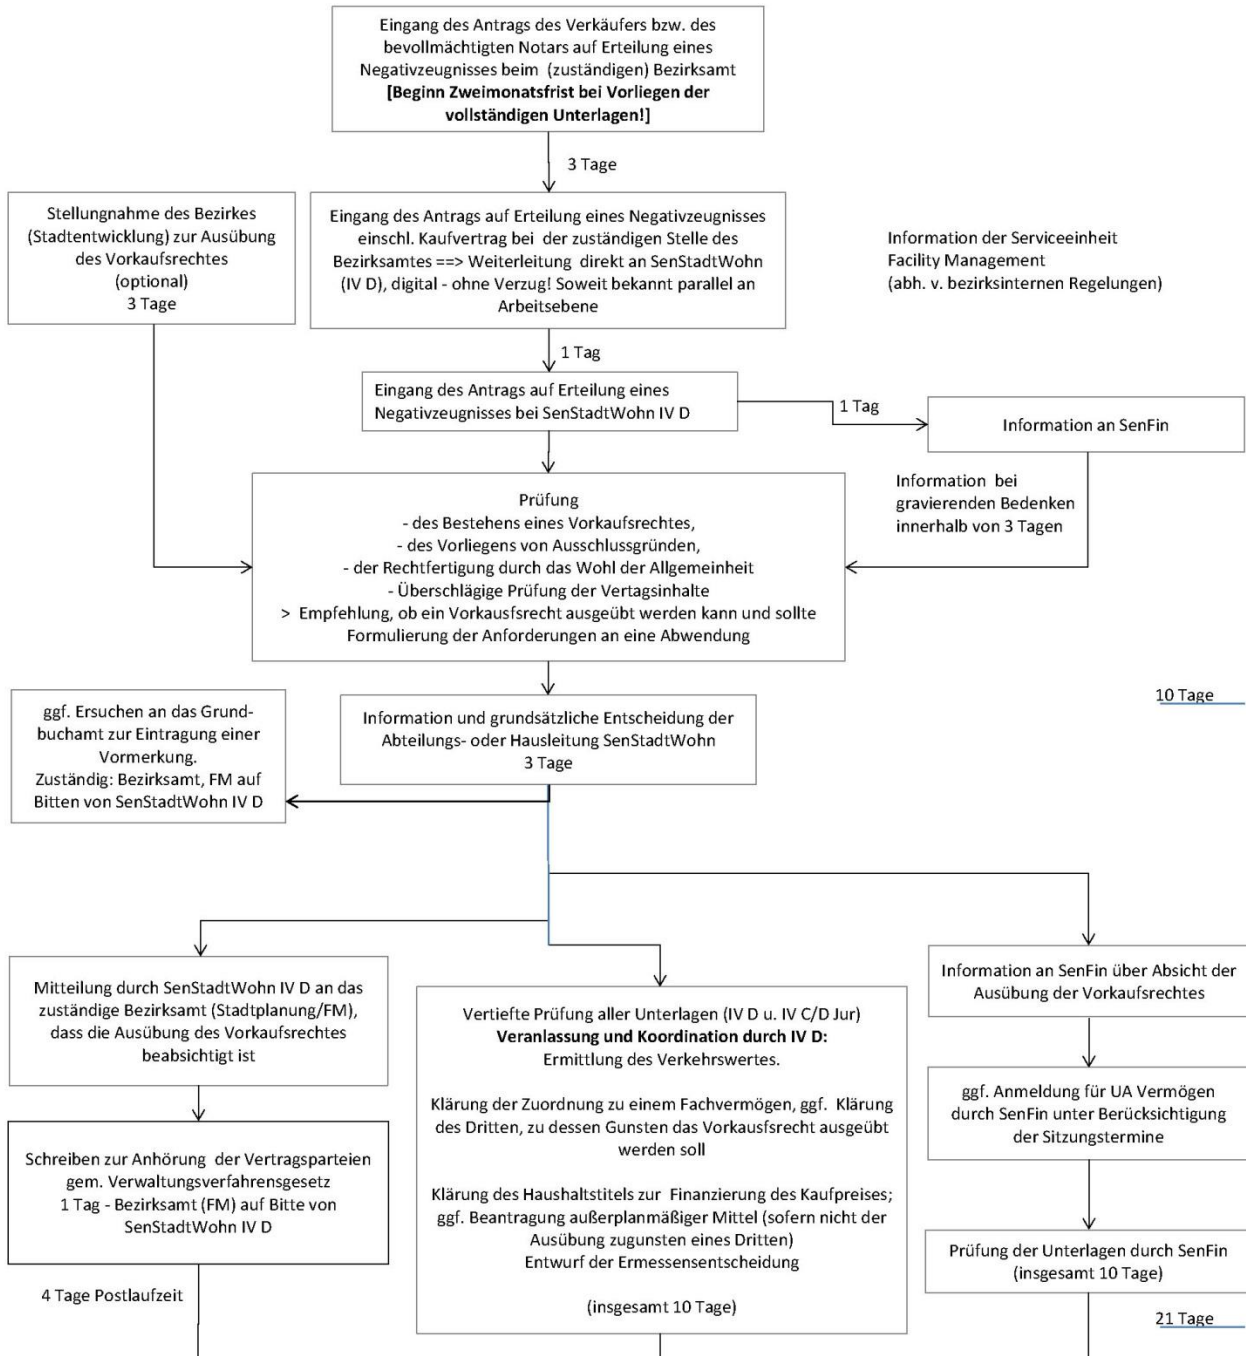 Eingang des Antrags des Verkäufers bzw. des
bevollmächtigten Notars auf Erteilung eines
Negativzeugnisses beim (zuständigen) Bezirksamt
[Beginn Zweimonatsfrist bei Vorliegen der
vollständigen Unterlagen!]
3 Tage
Stellungnahme des Bezirkes
(Stadtentwicklung) zur Ausübung
des Vorkaufsrechtes
(optional)
3 Tage
Eingang des Antrags auf Erteilung eines Negativzeugnisses
einschl. Kaufvertrag bei der zuständigen Stelle des
Bezirksamtes ==> Weiterleitung direkt an SenStadtWohn
(IV D), digital - ohne Verzug! Soweit bekannt parallel an
Arbeitsebene
Information der Serviceeinheit
Facility Management
(abh. v. bezirksinternen Regelungen)
1 Tag
Eingang des Antrags auf Erteilung eines
Negativzeugnisses bei SenStadtWohn IV D
1 Tag
Information an SenFin
Information bei
gravierenden Bedenken
innerhalb von 3 Tagen
Prüfung
- des Bestehens eines Vorkaufsrechtes,
- des Vorliegens von Ausschlussgründen,
- der Rechtfertigung durch das Wohl der Allgemeinheit
- Überschlägige Prüfung der Vertagsinhalte
> Empfehlung, ob ein Vorkausfsrecht ausgeübt werden kann und sollte
Formulierung der Anforderungen an eine Abwendung
ggf. Ersuchen an das Grund-
buchamt zur Eintragung einer
Vormerkung.
Zuständig: Bezirksamt, FM auf
Bitten von SenStadtWohn IV D
Information und grundsätzliche Entscheidung der
Abteilungs- oder Hausleitung SenStadtWohn
3 Tage
10 Tage
Mitteilung durch SenStadtWohn IV D an das
zuständige Bezirksamt (Stadtplanung/FM),
dass die Ausübung des Vorkaufsrechtes
beabsichtigt ist
Schreiben zur Anhörung der Vertragsparteien
gem. Verwaltungsverfahrensgesetz
1 Tag - Bezirksamt (FM) auf Bitte von
SenStadtWohn IV D
4 Tage Postlaufzeit
Vertiefte Prüfung aller Unterlagen (IV D u. IV C/D Jur)
Veranlassung und Koordination durch IV D:
Ermittlung des Verkehrswertes.
Klärung der Zuordnung zu einem Fachvermögen, ggf. Klärung
des Dritten, zu dessen Gunsten das Vorkausfsrecht ausgeübt
werden soll
Klärung des Haushaltstitels zur Finanzierung des Kaufpreises;
ggf. Beantragung außerplanmäßiger Mittel (sofern nicht der
Ausübung zugunsten eines Dritten)
Entwurf der Ermessensentscheidung
(insgesamt 10 Tage)
Information an SenFin über Absicht der
Ausübung der Vorkaufsrechtes
ggf. Anmeldung für UA Vermögen
durch SenFin unter Berücksichtigung
der Sitzungstermine
Prüfung der Unterlagen durch SenFin
(insgesamt 10 Tage)
21 Tage